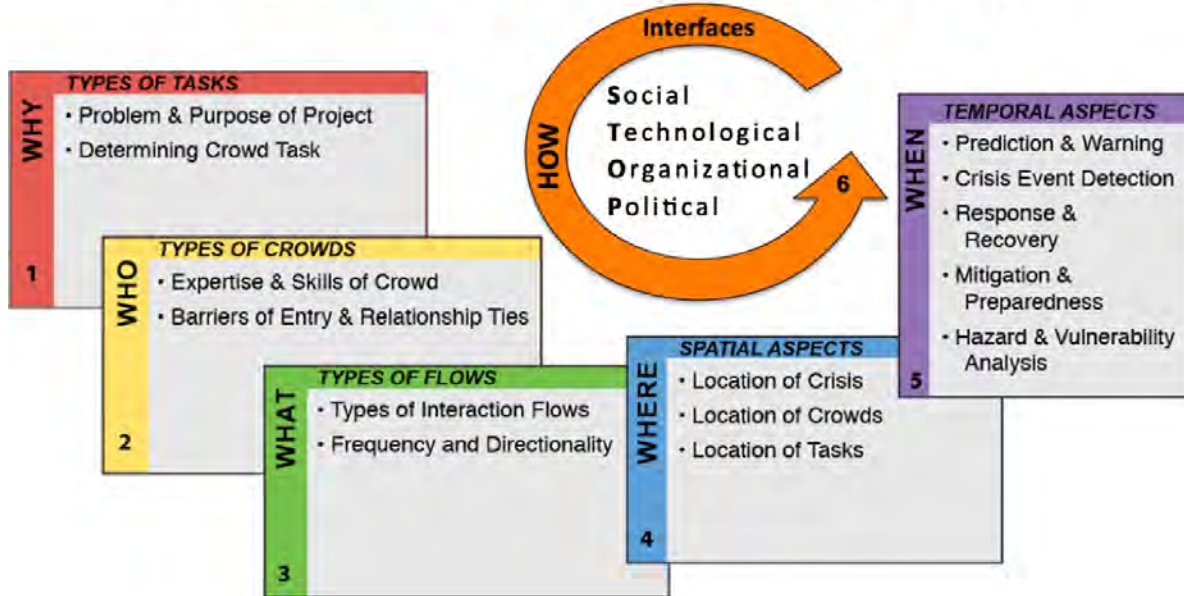 WHY
TYPES OF TASKS
• Problem & Purpose of Project
• Determining Crowd Task
1
WHO
TYPES OF CROWDS
• Expertise & Skills of Crowd
• Barriers of Entry & Relationship Ties
2
WHAT
TYPES OF FLOWS
• Types of Interaction Flows
• Frequency and Directionality
3
WHERE
SPATIAL ASPECTS
• Location of Crisis
• Location of Crowds
• Location of Tasks
4
WHEN
TEMPORAL ASPECTS
• Prediction & Warning
• Crisis Event Detection
• Response &
Recovery
• Mitigation &
Preparedness
• Hazard & Vulnerability
Analysis
5
HOW
Interfaces
Social
Technological
Organizational
Political
6